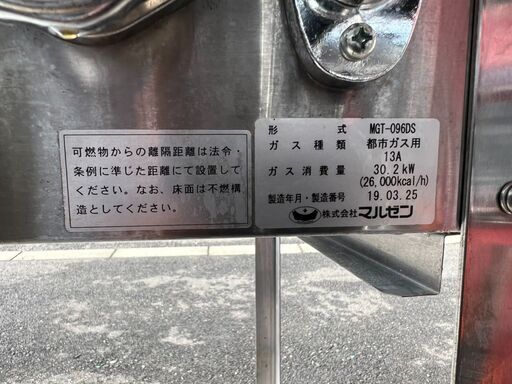 可燃物からの離隔距離は法令・
条例に準じた距離にて設置して
ください。なお、床面は不燃構
造としてください。
形 式 MGT-096DS
ガス種類 都市ガス用
13A
ガス消費量 30.2kW
(26,000kcal/h)
製造年月・製造番号 19.03.25
株式会社マルゼン